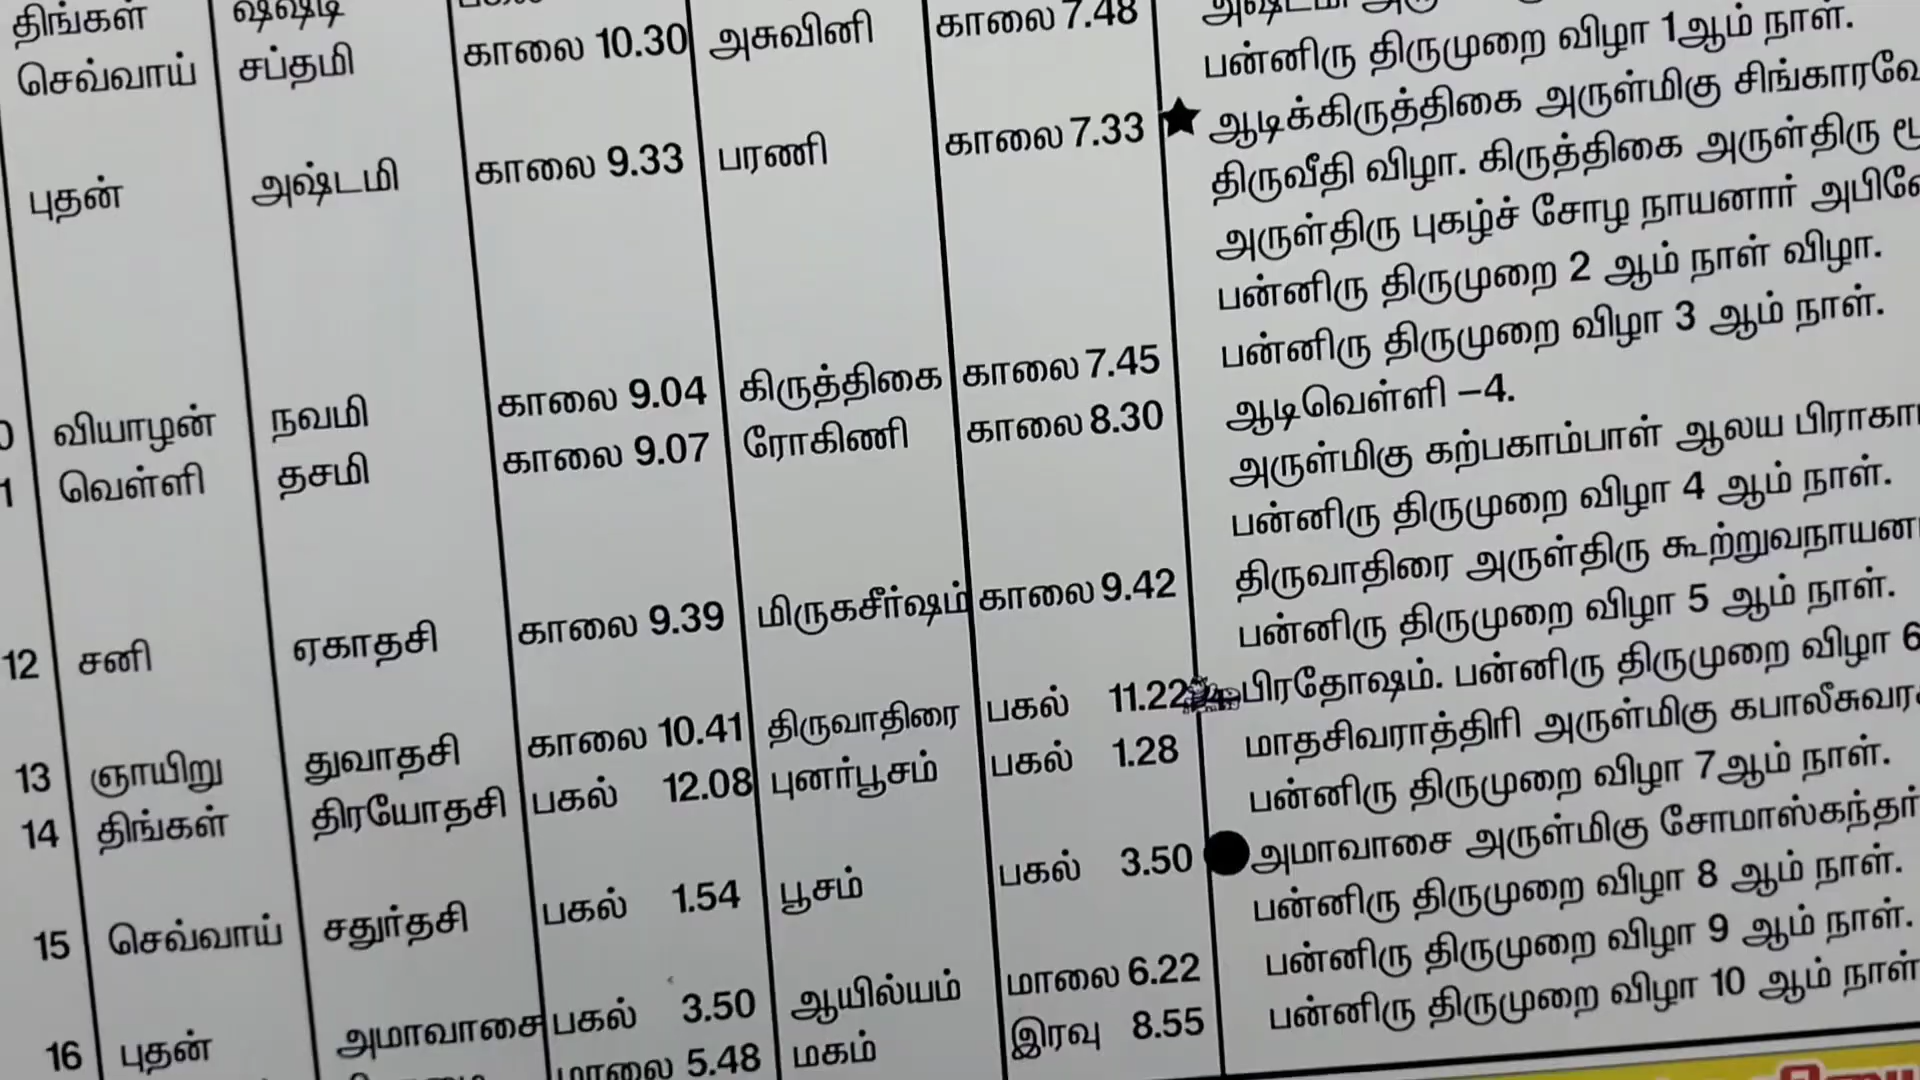 திங்கள் ஷஷ்டி
செவ்வாய் சப்தமி காலை 10.30 அசுவினி காலை 7.48
பன்னிரு திருமுறை விழா 1ஆம் நாள்.
புதன் அஷ்டமி காலை 9.33 பரணி காலை 7.33 ஆடிக்கிருத்திகை அருள்மிகு
திருவீதி விழா. கிருத்திகை அருள்திரு
அருள்திரு புகழ்ச் சோழ நாயனார்
பன்னிரு திருமுறை 2 ஆம் நாள் விழா.
வியாழன் நவமி காலை 9.04 கிருத்திகை காலை 7.45 பன்னிரு திருமுறை விழா 3 ஆம் நாள்.
வெள்ளி தசமி காலை 9.07 ரோகிணி காலை 8.30 ஆடிவெள்ளி –4.
அருள்மிகு கற்பகாம்பாள் ஆலய
பன்னிரு திருமுறை விழா 4 ஆம் நாள்.
12 சனி ஏகாதசி காலை 9.39 மிருகசீர்ஷம் காலை 9.42 திருவாதிரை அருள்திரு
பன்னிரு திருமுறை விழா 5 ஆம் நாள்.
13 ஞாயிறு துவாதசி காலை 10.41 திருவாதிரை பகல் 11.22 பிரதோஷம். பன்னிரு திருமுறை விழா 6
14 திங்கள் திரயோதசி பகல் 12.08 புனர்பூசம் பகல் 1.28 மாதசிவராத்திரி அருள்மிகு
பன்னிரு திருமுறை விழா 7ஆம் நாள்.
15 செவ்வாய் சதுர்தசி பகல் 1.54 பூசம் பகல் 3.50 அமாவாசை அருள்மிகு சோமாஸ்கந்தர்
பன்னிரு திருமுறை விழா 8 ஆம் நாள்.
16 புதன் அமாவாசை பகல் 3.50 ஆயில்யம் மாலை 6.22 பன்னிரு திருமுறை விழா 9 ஆம் நாள்.
மாலை 5.48 மகம் இரவு 8.55 பன்னிரு திருமுறை விழா 10 ஆம் நாள்